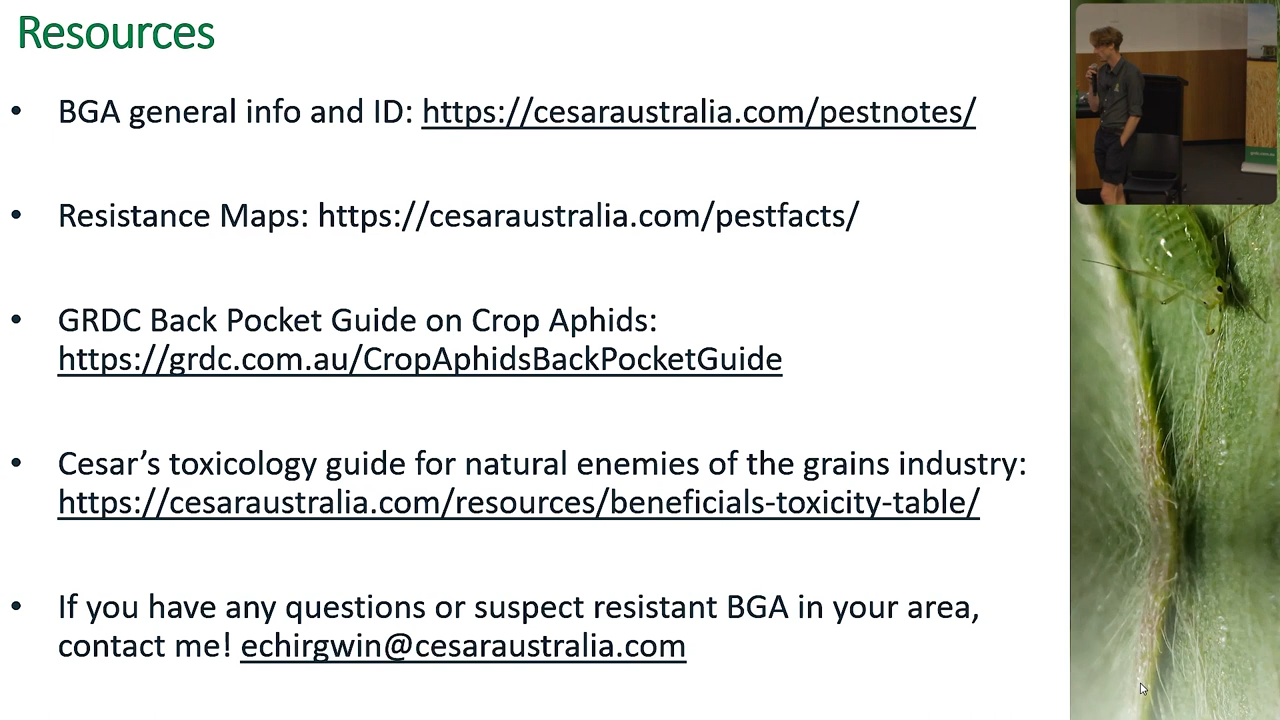 Resources
• BGA general info and ID: https://cesaraustralia.com/pestnotes/
• Resistance Maps: https://cesaraustralia.com/pestfacts/
• GRDC Back Pocket Guide on Crop Aphids:
https://grdc.com.au/CropAphidsBackPocketGuide
• Cesar’s toxicology guide for natural enemies of the grains industry:
https://cesaraustralia.com/resources/beneficials-toxicity-table/
• If you have any questions or suspect resistant BGA in your area,
contact me! echirgwin@cesaraustralia.com